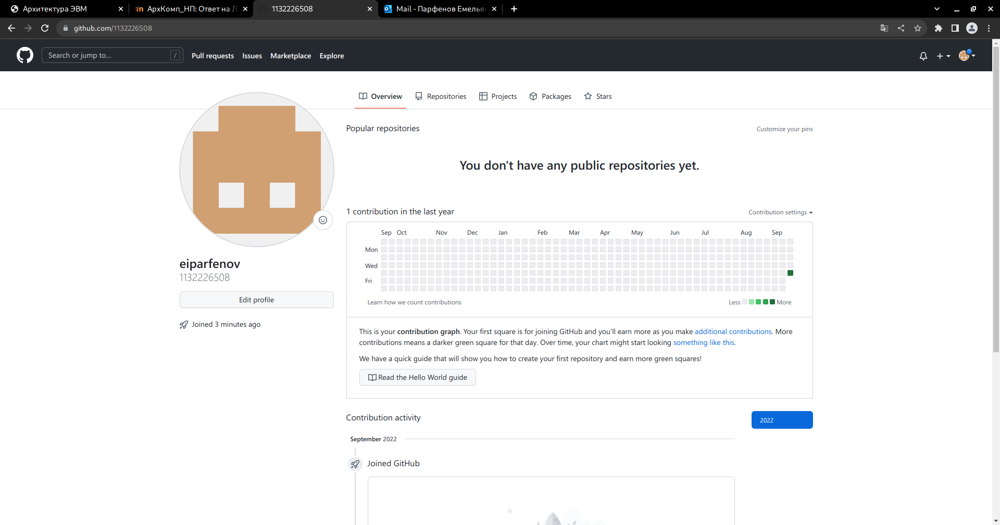 Архитектура ЭВМ
АрхКомп_НП: Ответ на Л
1132226508
Mail - Парфенов Емельян
github.com/1132226508
Search or jump to...
/
Pull requests
Issues
Marketplace
Explore
Overview
Repositories
Projects
Packages
Stars
Popular repositories
Customize your pins
You don't have any public repositories yet.
1 contribution in the last year
Contribution settings
Sep Oct Nov Dec Jan Feb Mar Apr May Jun Jul Aug Sep
Mon
Wed
Fri
Learn how we count contributions
Less More
eiparfenov
1132226508
Edit profile
Joined 3 minutes ago
This is your contribution graph. Your first square is for joining GitHub and you'll earn more as you make additional contributions. More
contributions means a darker green square for that day. Over time, your chart might start looking something like this.
We have a quick guide that will show you how to create your first repository and earn more green squares!
Read the Hello World guide
Contribution activity
2022
September 2022
Joined GitHub